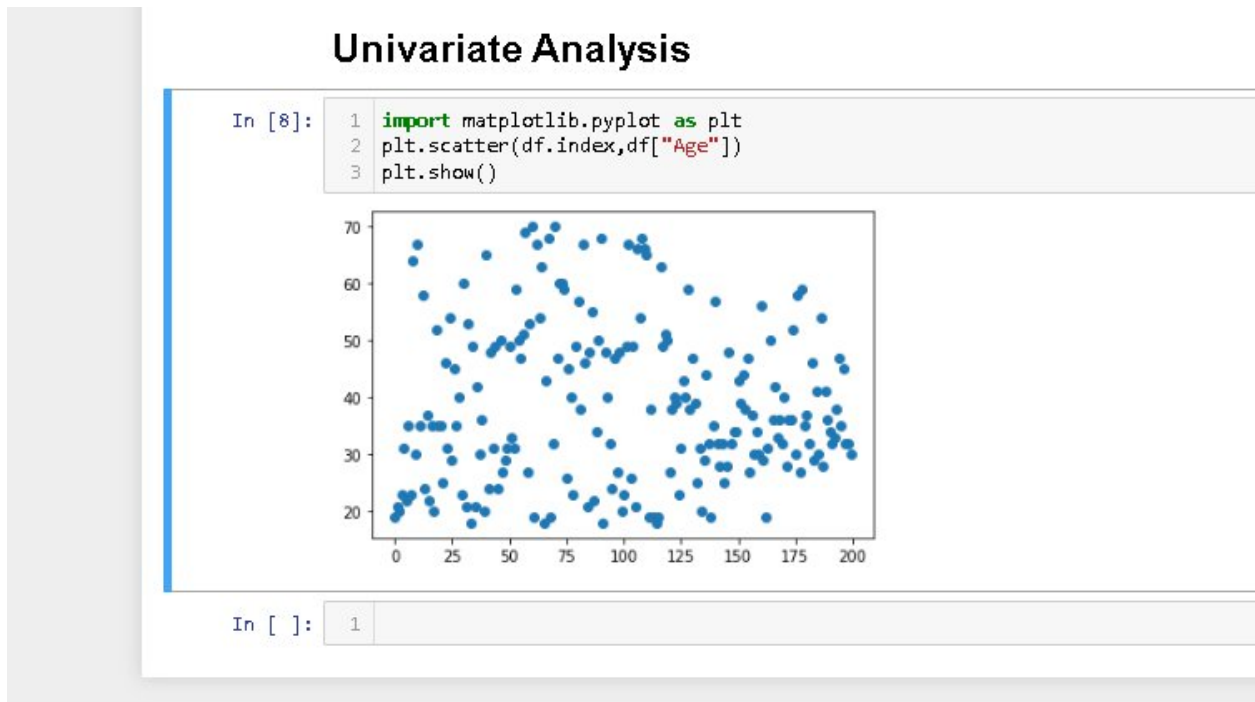 Univariate Analysis
In [8]:
1 import matplotlib.pyplot as plt
2 plt.scatter(df.index,df["Age"])
3 plt.show()
70
60
50
40
30
20
0 25 50 75 100 125 150 175 200
In [ ]: 1